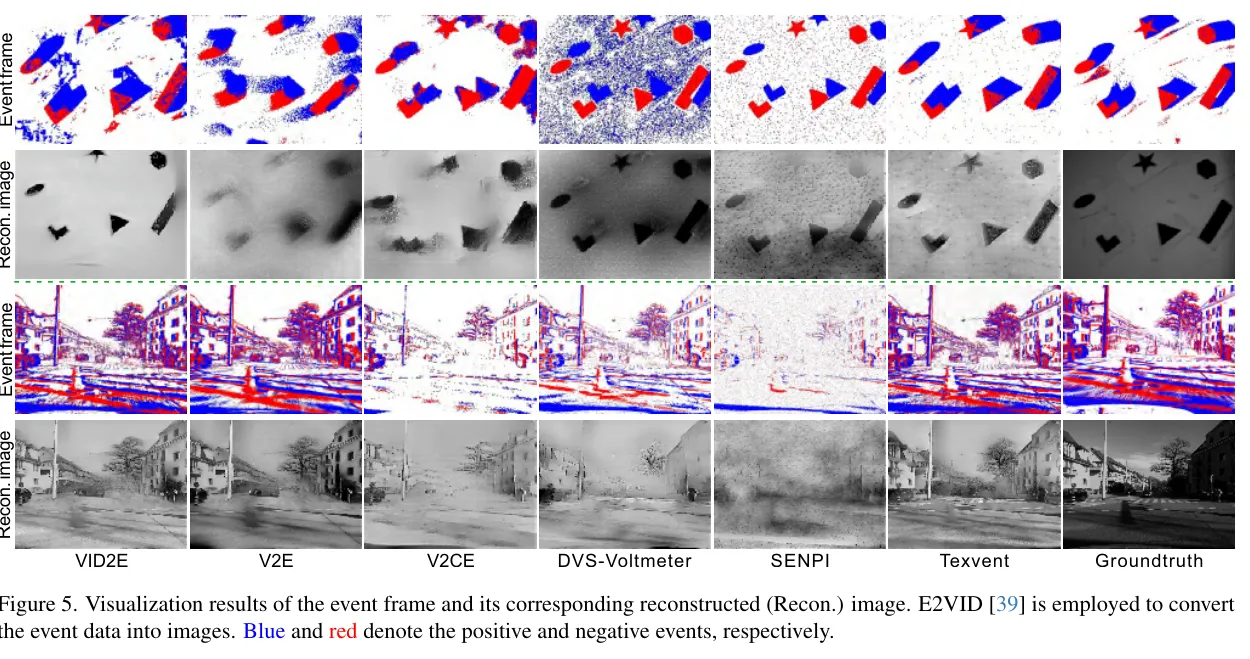 Event frame
Recon. image
Event frame
Recon. image
VID2E V2E V2CE DVS-Voltmeter SENPI Texvent Groundtruth
Figure 5. Visualization results of the event frame and its corresponding reconstructed (Recon.) image. E2VID [39] is employed to convert
the event data into images. Blue and red denote the positive and negative events, respectively.